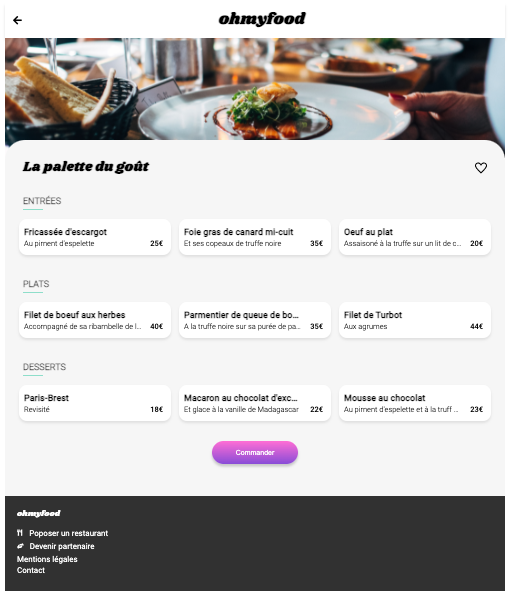 ohmyfood
La palette du goût
ENTRÉES
Fricassée d'escargot
Au piment d'espelette 25€
Foie gras de canard mi-cuit
Et ses copeaux de truffe noire 35€
Oeuf au plat
Assaisoné à la truffe sur un lit de c... 20€
PLATS
Filet de boeuf aux herbes
Accompagné de sa ribambelle de l... 40€
Parmentier de queue de bo...
A la truffe noire sur sa purée de pa... 35€
Filet de Turbot
Aux agrumes 44€
DESSERTS
Paris-Brest
Revisité 18€
Macaron au chocolat d'exc...
Et glace à la vanille de Madagascar 22€
Mousse au chocolat
Au piment d'espelette et à la truff ... 23€
Commander
ohmyfood
Poposer un restaurant
Devenir partenaire
Mentions légales
Contact